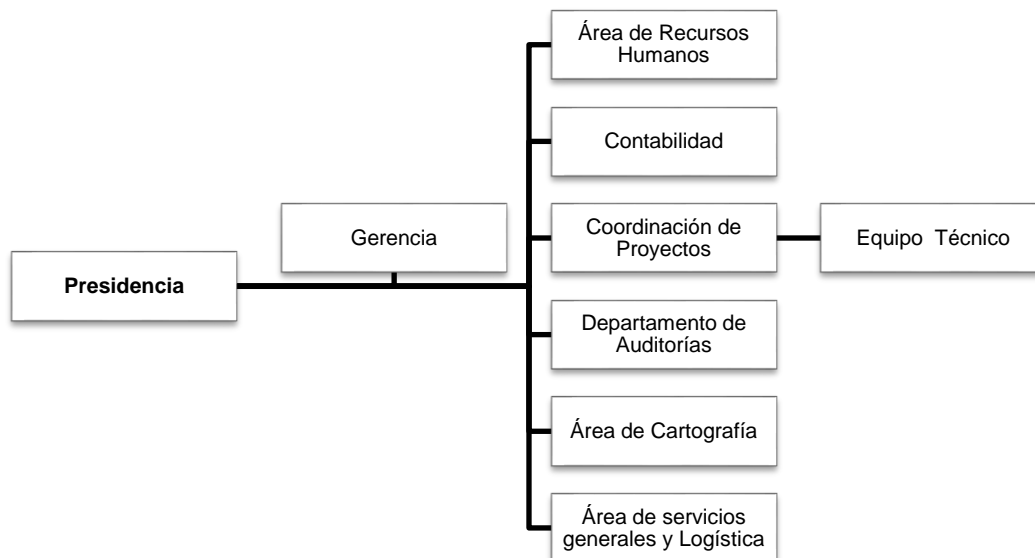 Presidencia
Gerencia
Área de Recursos
Humanos
Contabilidad
Coordinación de
Proyectos
Equipo Técnico
Departamento de
Auditorías
Área de Cartografía
Área de servicios
generales y Logística